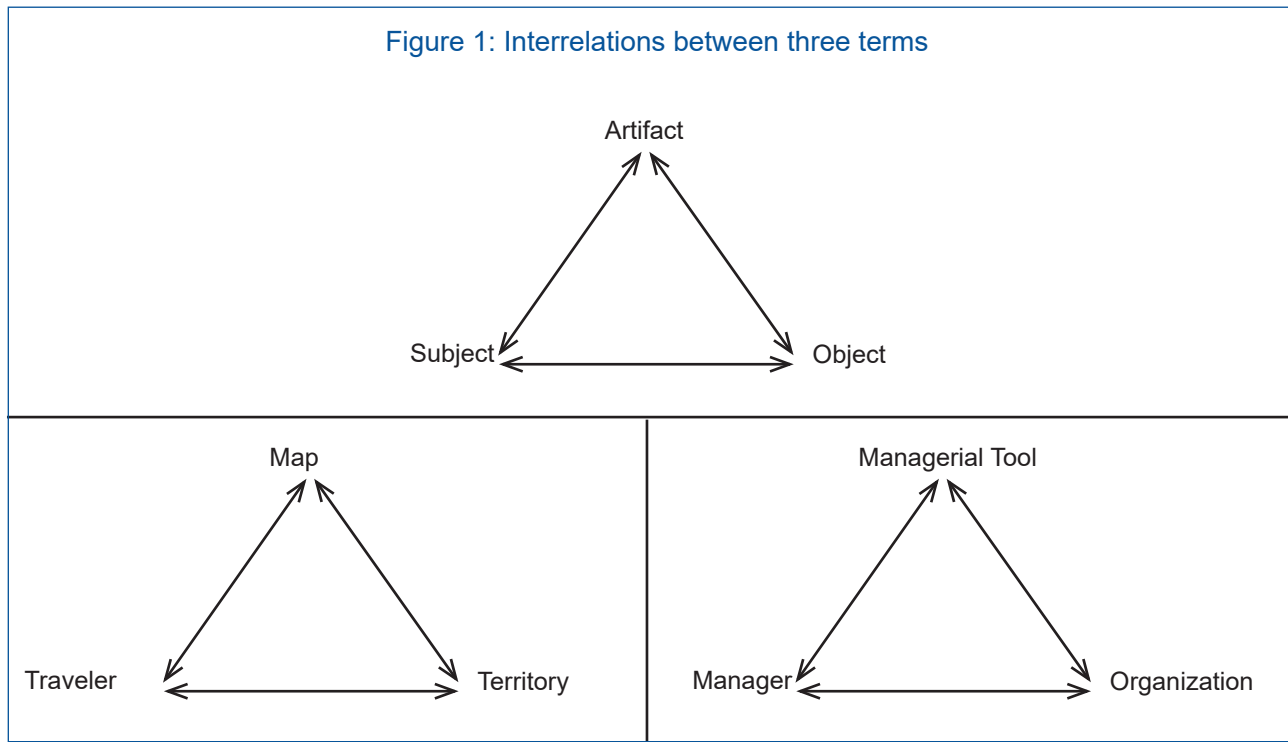 Figure 1: Interrelations between three terms
Artifact
Subject
Object
Map
Traveler
Territory
Managerial Tool
Manager
Organization